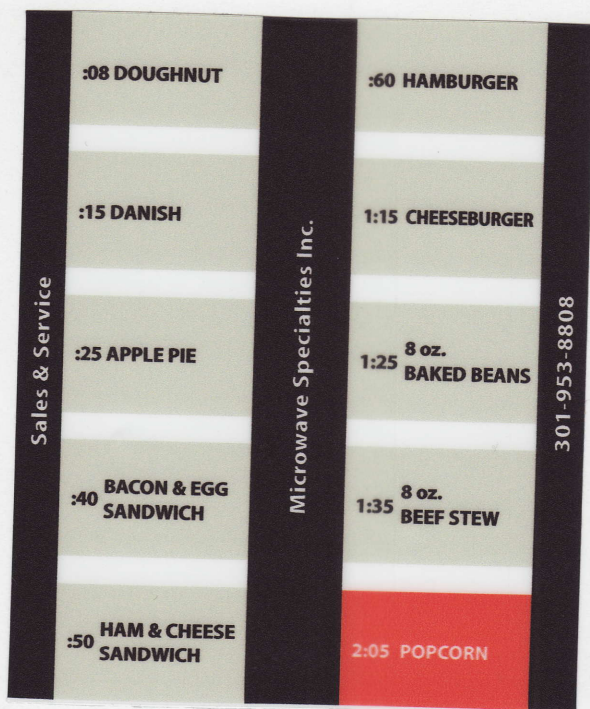 Sales & Service
:08 DOUGHNUT
:15 DANISH
:25 APPLE PIE
:40 BACON & EGG
SANDWICH
:50 HAM & CHEESE
SANDWICH
Microwave Specialties Inc.
:60 HAMBURGER
1:15 CHEESEBURGER
1:25 8 oz.
BAKED BEANS
1:35 8 oz.
BEEF STEW
2:05 POPCORN
301-953-8808